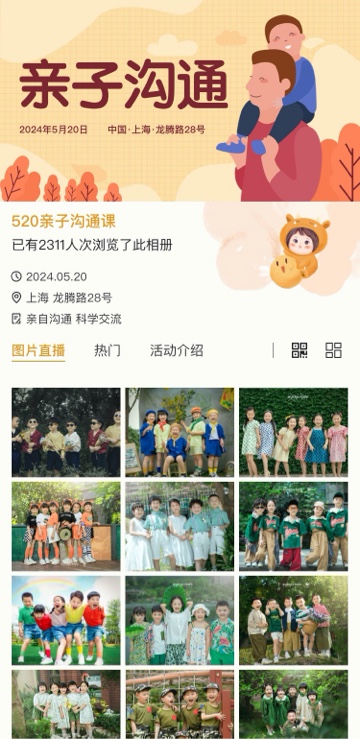 亲子沟通
2024年5月20日 中国·上海·龙腾路28号
520亲子沟通课
已有2311人次浏览了此相册
2024.05.20
上海 龙腾路28号
亲自沟通 科学交流
图片直播 热门 活动介绍